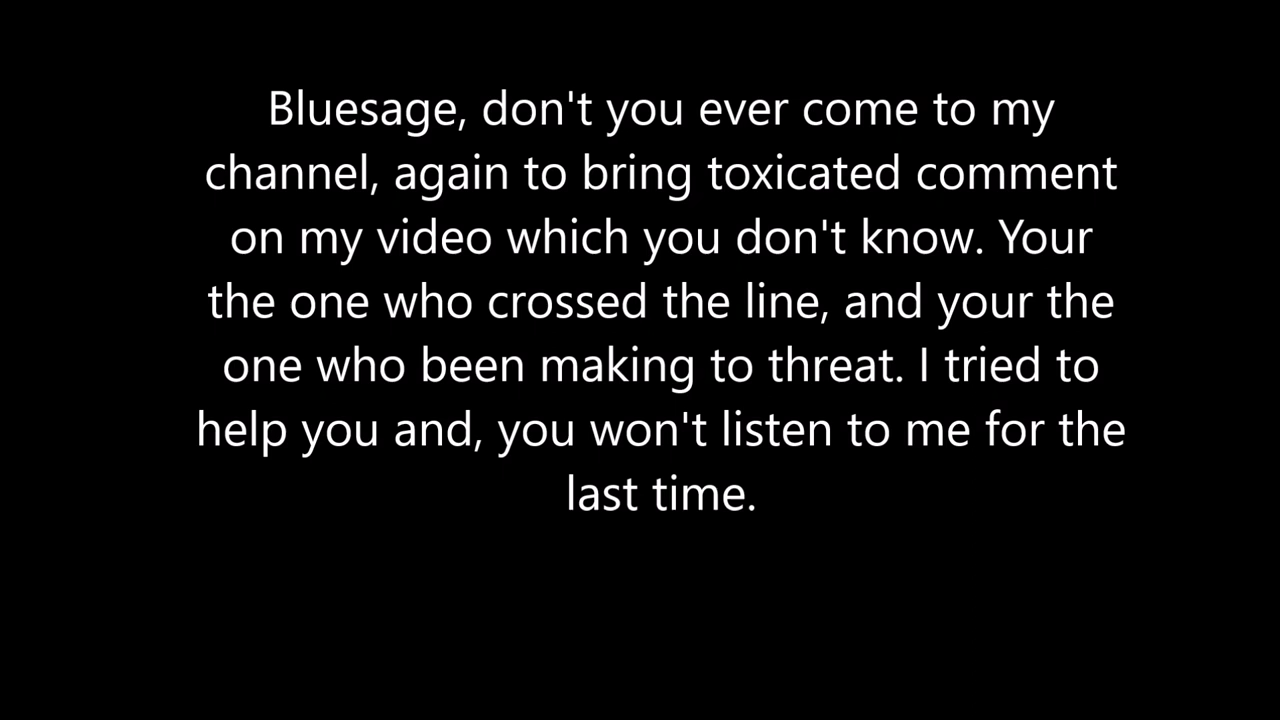 Bluesage, don't you ever come to my
channel, again to bring toxicated comment
on my video which you don't know. Your
the one who crossed the line, and your the
one who been making to threat. I tried to
help you and, you won't listen to me for the
last time.